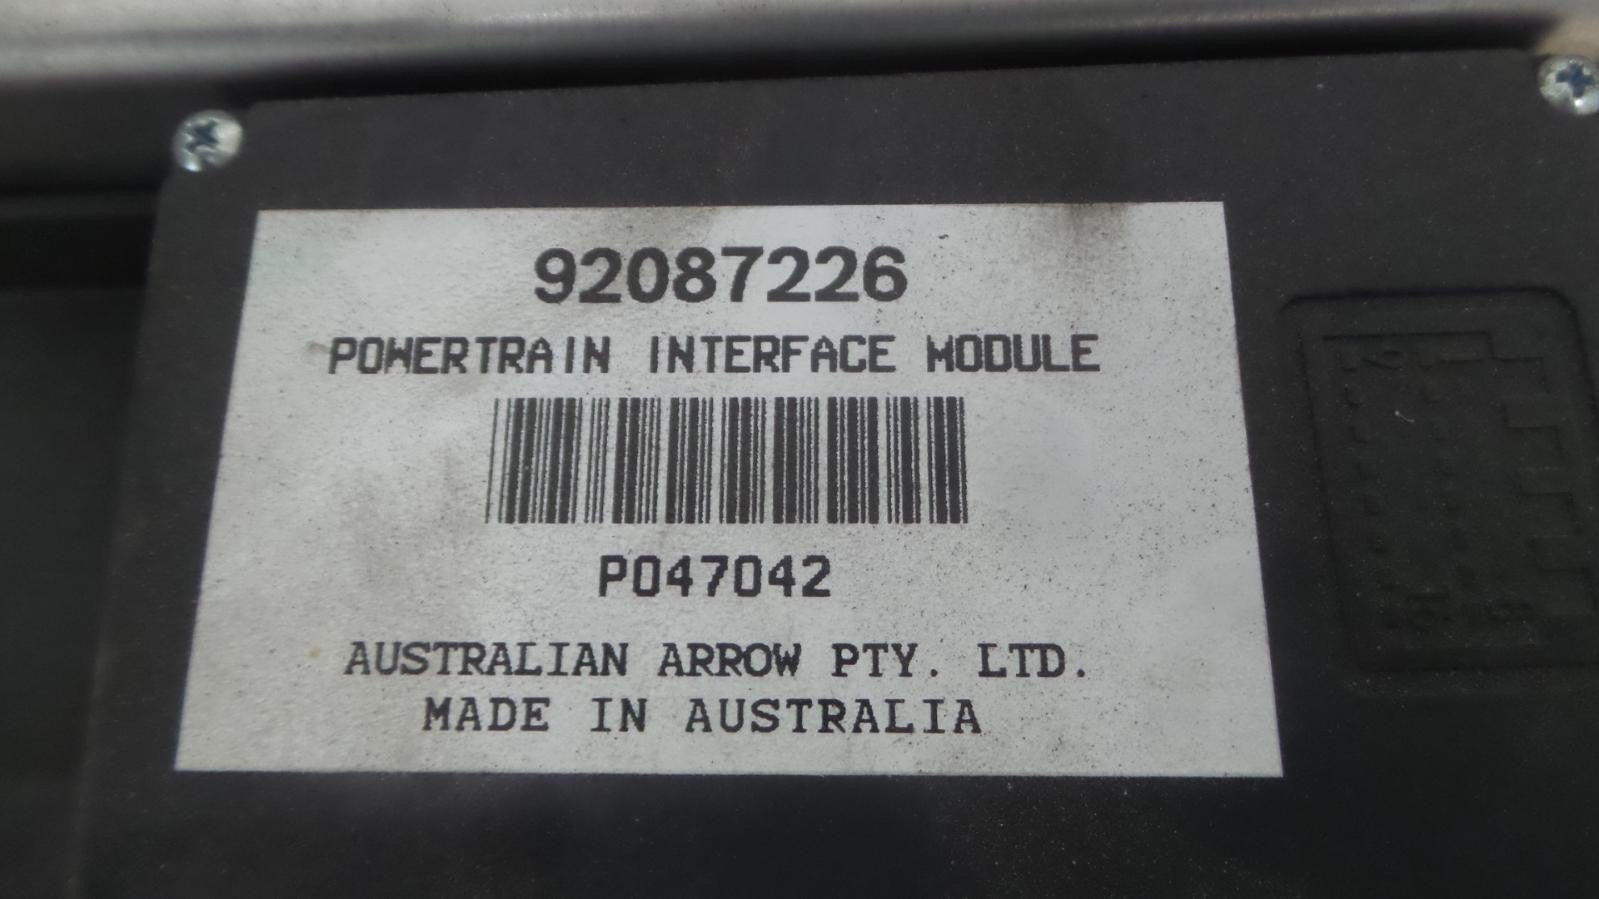 92087226
POWERTRAIN INTERFACE MODULE
P047042
AUSTRALIAN ARROW PTY. LTD.
MADE IN AUSTRALIA